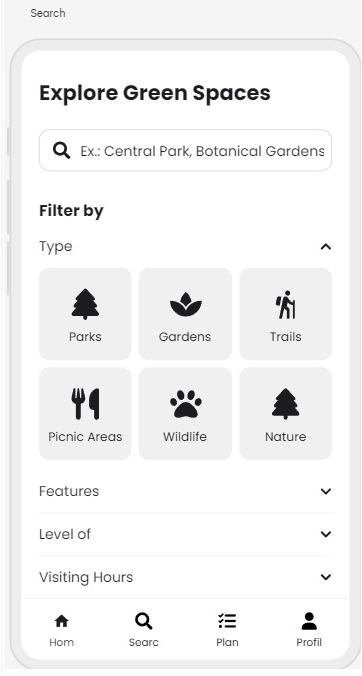 Search
Explore Green Spaces
Ex.: Central Park, Botanical Gardens
Filter by
Type
Parks
Gardens
Trails
Picnic Areas
Wildlife
Nature
Features
Level of
Visiting Hours
Hom
Searc
Plan
Profil